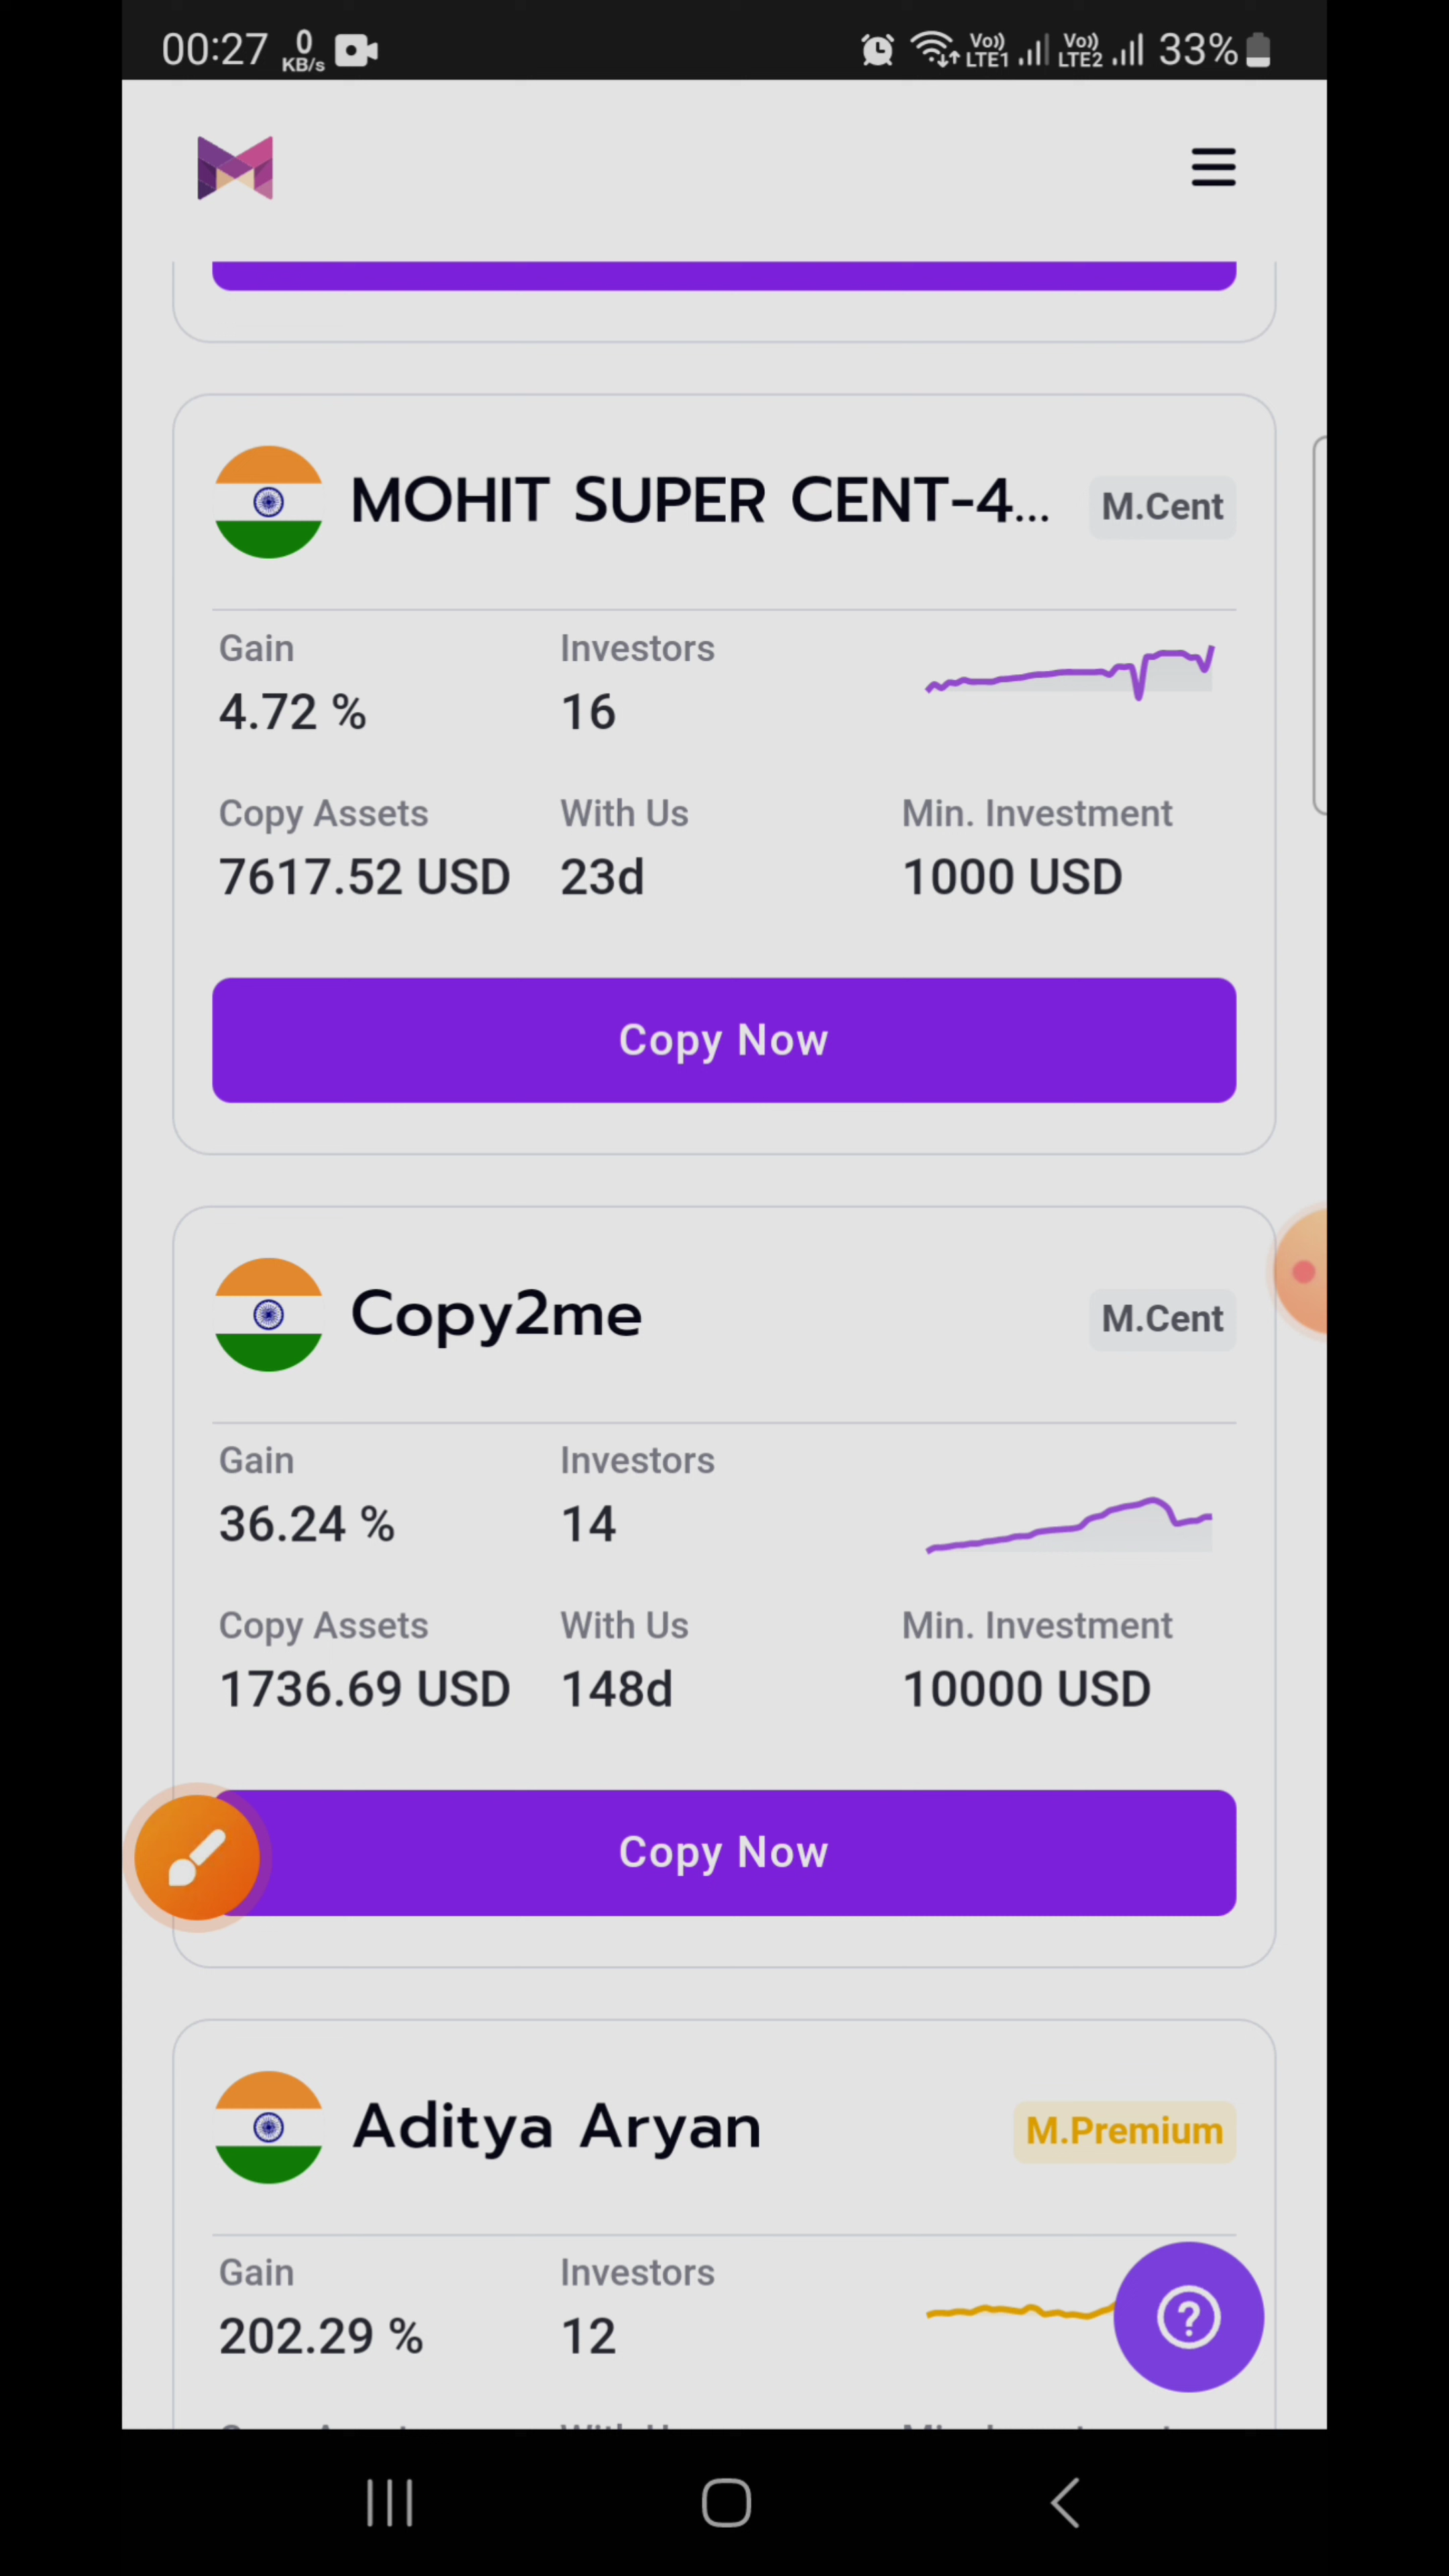 00:27 0 KB/s Vo)) LTE1 Vo)) LTE2 33%
MOHIT SUPER CENT-4... M.Cent
Gain Investors
4.72 % 16
Copy Assets With Us Min. Investment
7617.52 USD 23d 1000 USD
Copy Now
Copy2me M.Cent
Gain Investors
36.24 % 14
Copy Assets With Us Min. Investment
1736.69 USD 148d 10000 USD
Copy Now
Aditya Aryan M.Premium
Gain Investors
202.29 % 12